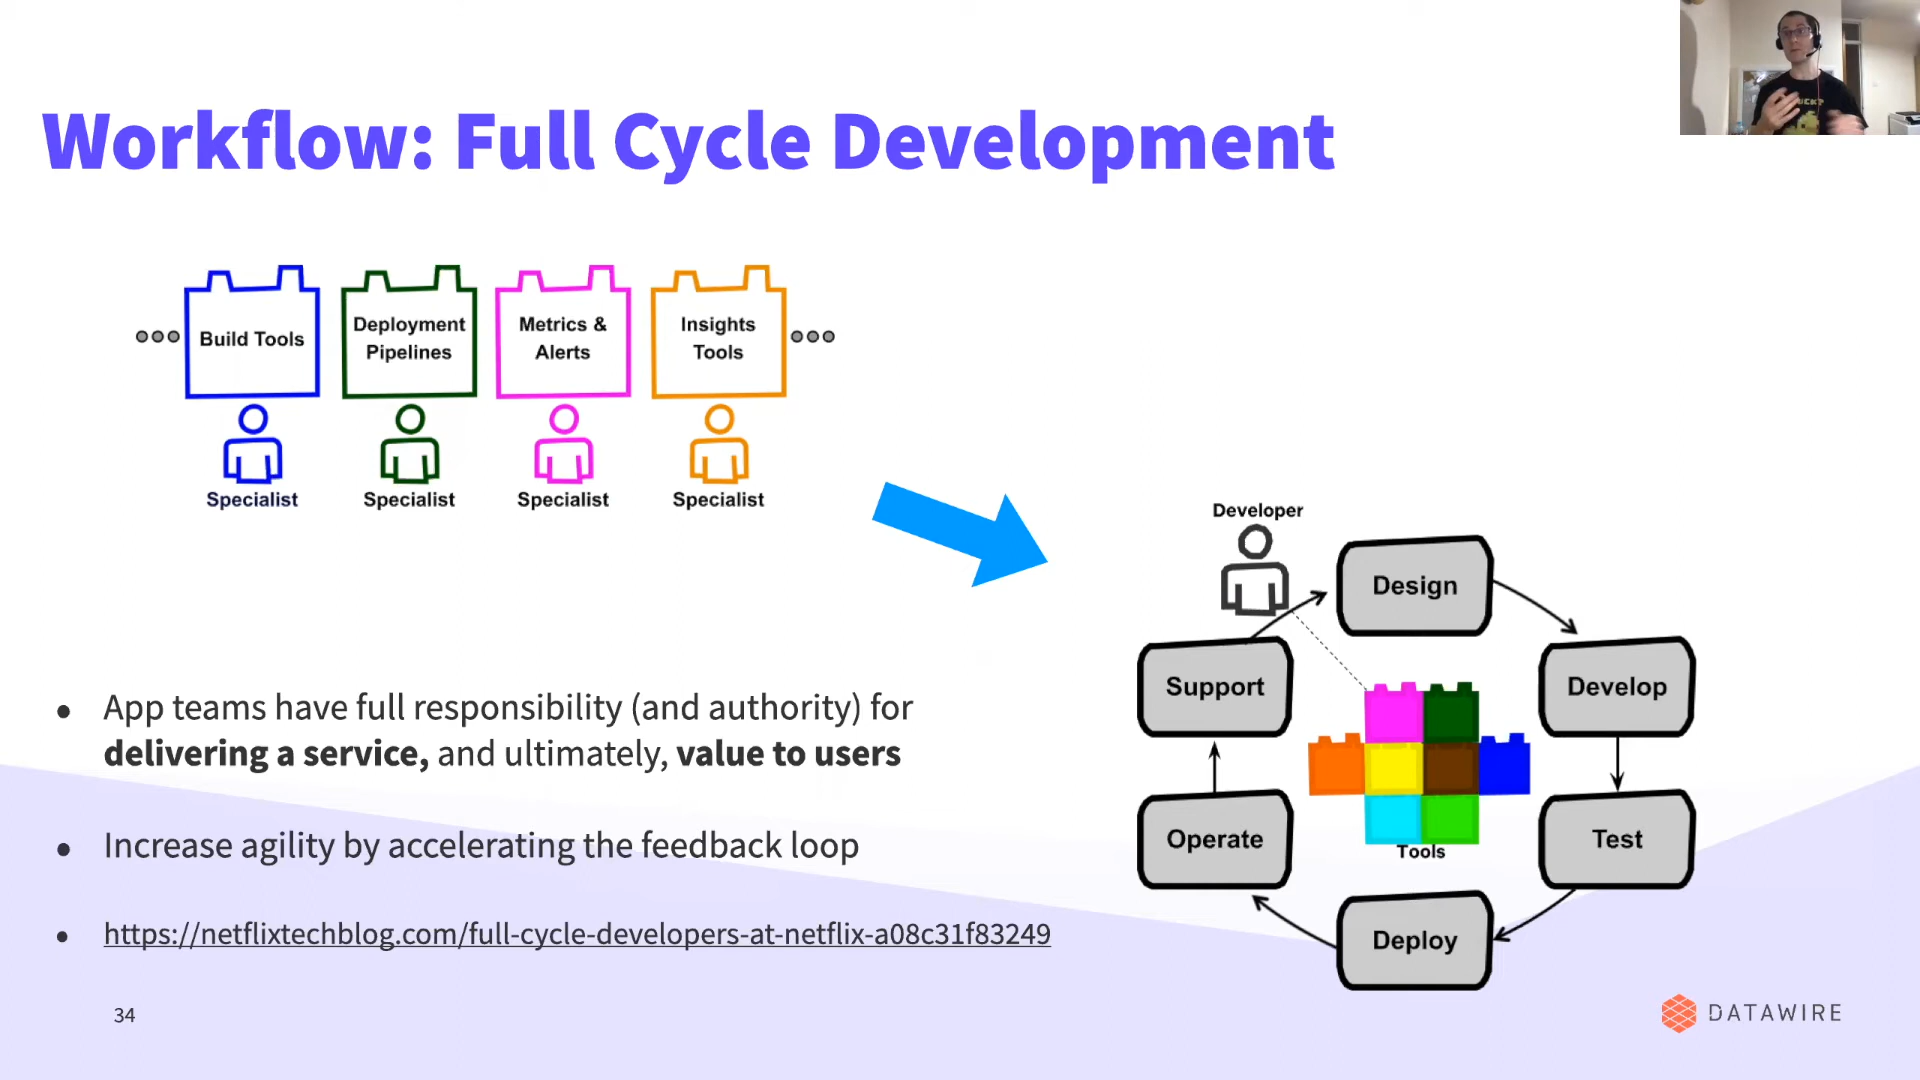 Workflow: Full Cycle Development
Build Tools
Deployment
Pipelines
Metrics &
Alerts
Insights
Tools
Specialist
Specialist
Specialist
Specialist
Developer
Design
Develop
Test
Deploy
Operate
Support
Tools
• App teams have full responsibility (and authority) for
delivering a service, and ultimately, value to users
• Increase agility by accelerating the feedback loop
• https://netflixtechblog.com/full-cycle-developers-at-netflix-a08c31f83249
34
DATAWIRE